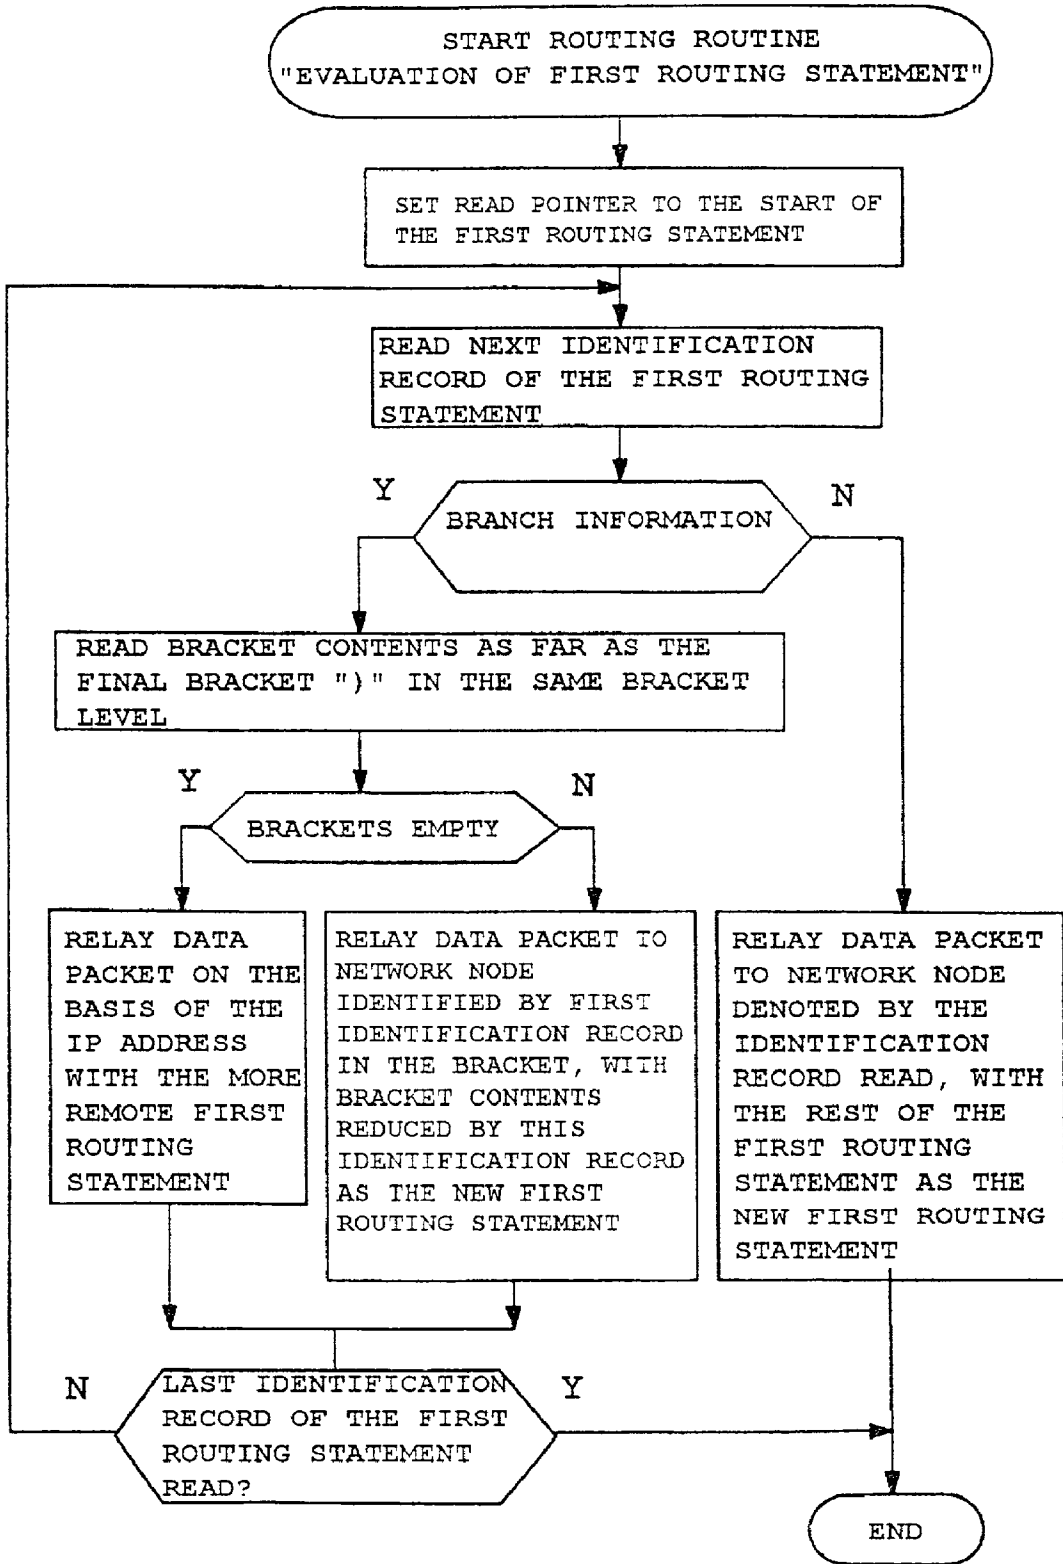 START ROUTING ROUTINE
"EVALUATION OF FIRST ROUTING STATEMENT"
SET READ POINTER TO THE START OF
THE FIRST ROUTING STATEMENT
READ NEXT IDENTIFICATION
RECORD OF THE FIRST ROUTING
STATEMENT
Y
N
BRANCH INFORMATION
READ BRACKET CONTENTS AS FAR AS THE
FINAL BRACKET ")" IN THE SAME BRACKET
LEVEL
Y
N
BRACKETS EMPTY
RELAY DATA
PACKET ON THE
BASIS OF THE
IP ADDRESS
WITH THE MORE
REMOTE FIRST
ROUTING
STATEMENT
RELAY DATA PACKET TO
NETWORK NODE
IDENTIFIED BY FIRST
IDENTIFICATION RECORD
IN THE BRACKET, WITH
BRACKET CONTENTS
REDUCED BY THIS
IDENTIFICATION RECORD
AS THE NEW FIRST
ROUTING STATEMENT
RELAY DATA PACKET
TO NETWORK NODE
DENOTED BY THE
IDENTIFICATION
RECORD READ, WITH
THE REST OF THE
FIRST ROUTING
STATEMENT AS THE
NEW FIRST ROUTING
STATEMENT
N
Y
LAST IDENTIFICATION
RECORD OF THE FIRST
ROUTING STATEMENT
READ?
END